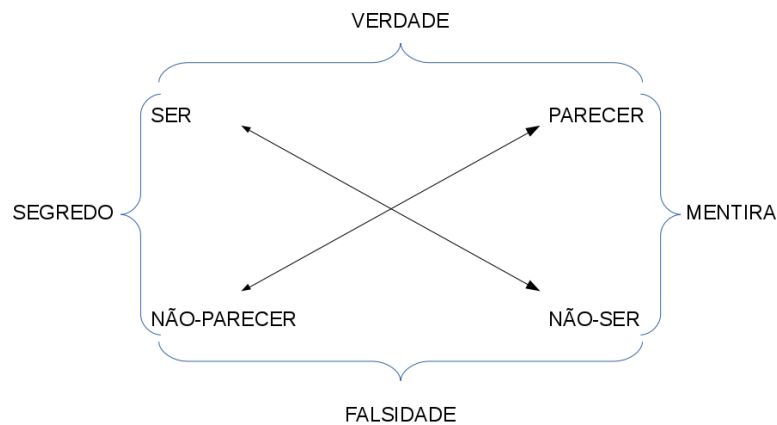 VERDADE
SER
PARECER
SEGREDO
MENTIRA
NÃO-PARECER
NÃO-SER
FALSIDADE